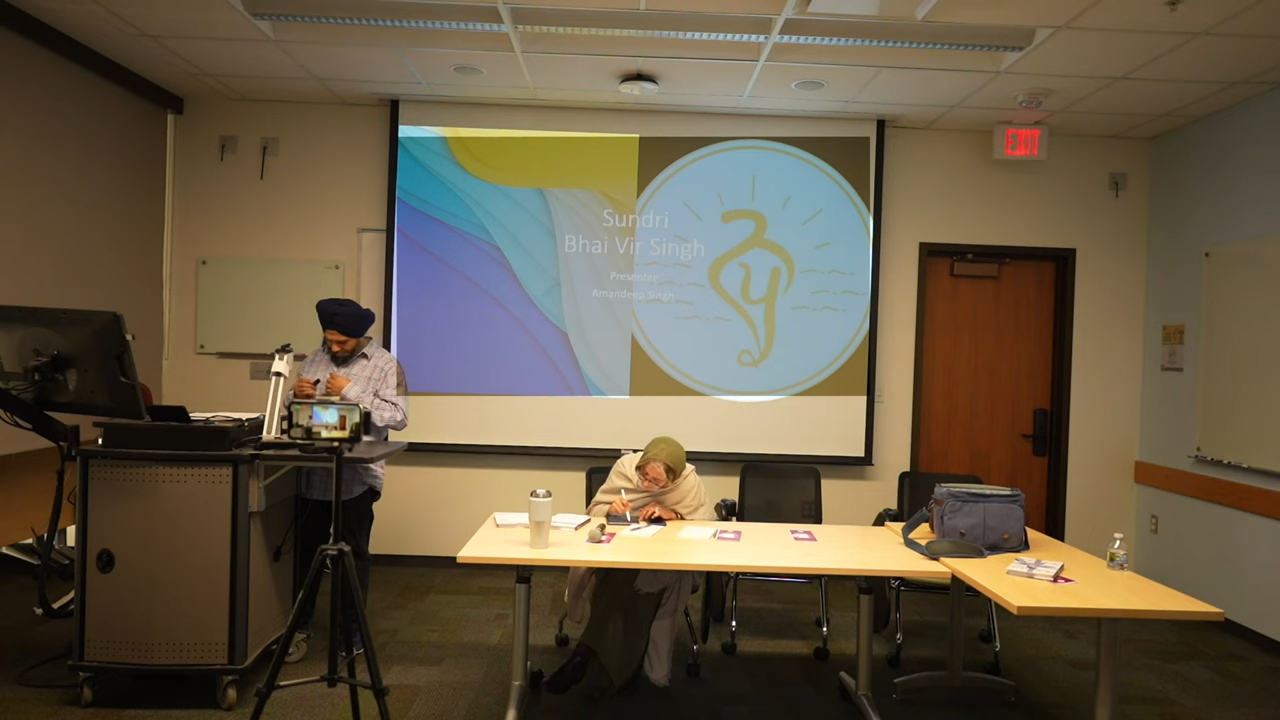 Sundri
Bhai Vir Singh
Presenter
Amandeep Singh
EXIT